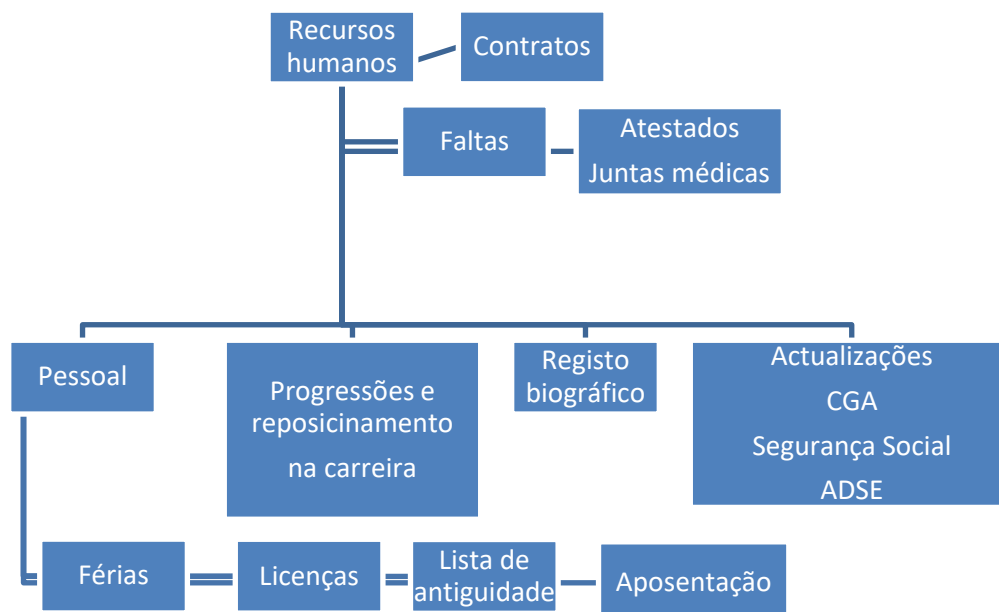 Recursos
humanos
Contratos
Faltas
Atestados
Juntas médicas
Pessoal
Progressões e
reposicinamento
na carreira
Registo
biográfico
Actualizações
CGA
Segurança Social
ADSE
Férias
Licenças
Lista de
antiguidade
Aposentação